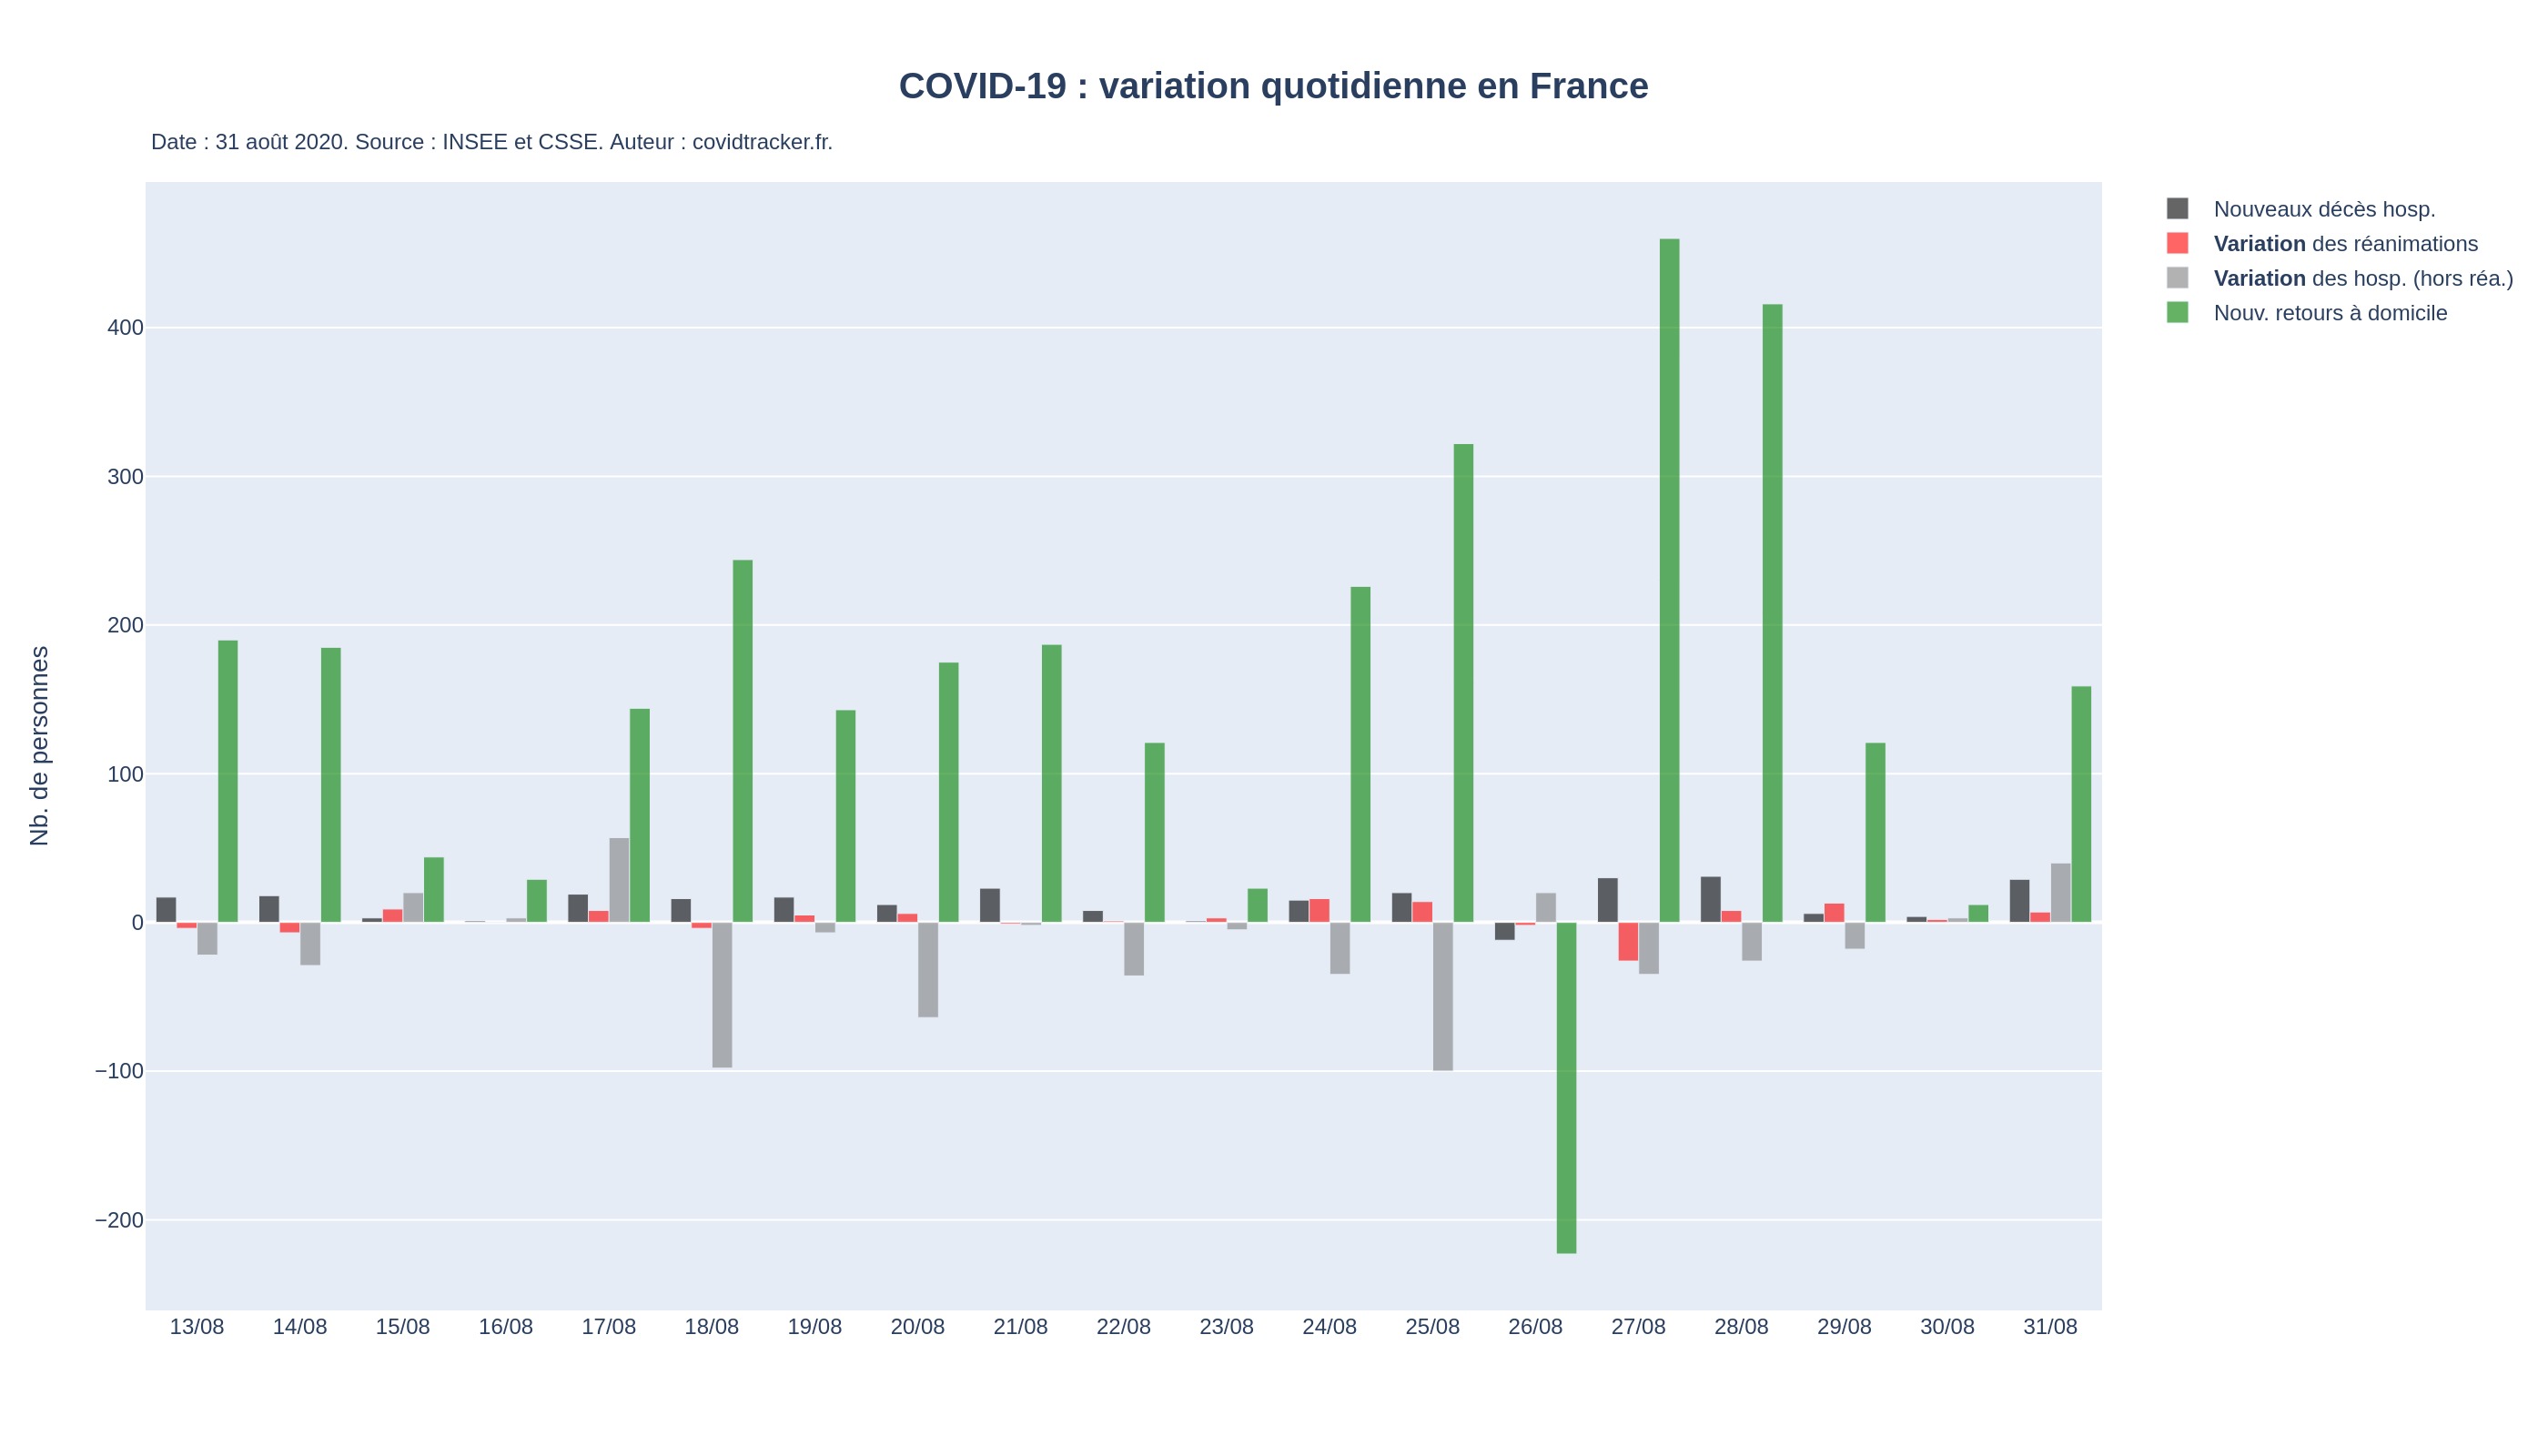 COVID-19 : variation quotidienne en France
Date : 31 août 2020. Source : INSEE et CSSE. Auteur : covidtracker.fr.
Nouveaux décès hosp.
Variation des réanimations
Variation des hosp. (hors réa.)
Nouv. retours à domicile
Nb. de personnes
400
300
200
100
0
−100
−200
13/08 14/08 15/08 16/08 17/08 18/08 19/08 20/08 21/08 22/08 23/08 24/08 25/08 26/08 27/08 28/08 29/08 30/08 31/08